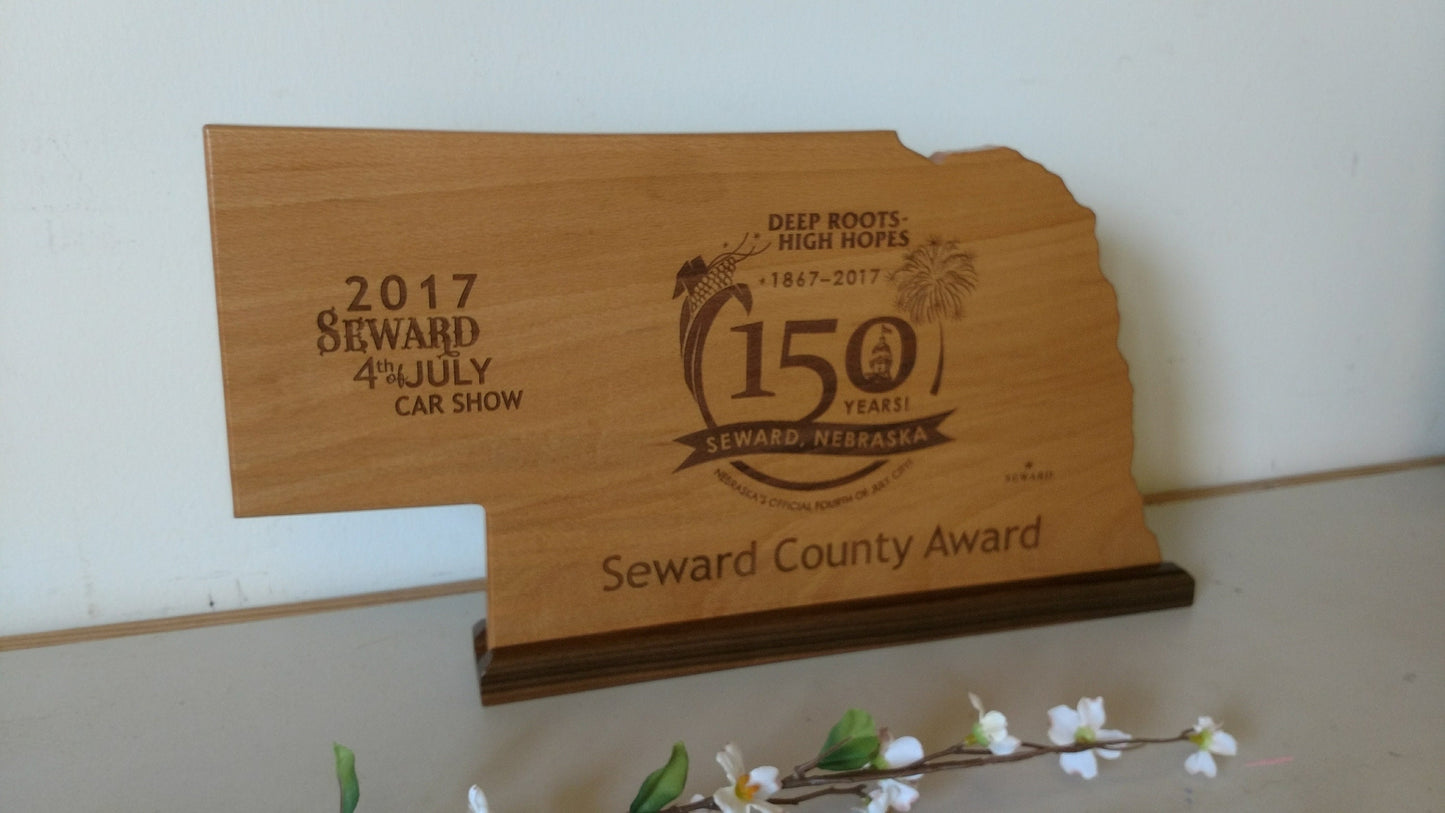 2017
SEWARD
4th of JULY
CAR SHOW
DEEP ROOTS-
HIGH HOPES
1867-2017
150
YEARS!
SEWARD, NEBRASKA
NEBRASKA'S OFFICIAL FOURTH OF JULY CITY!
SEWARD
Seward County Award